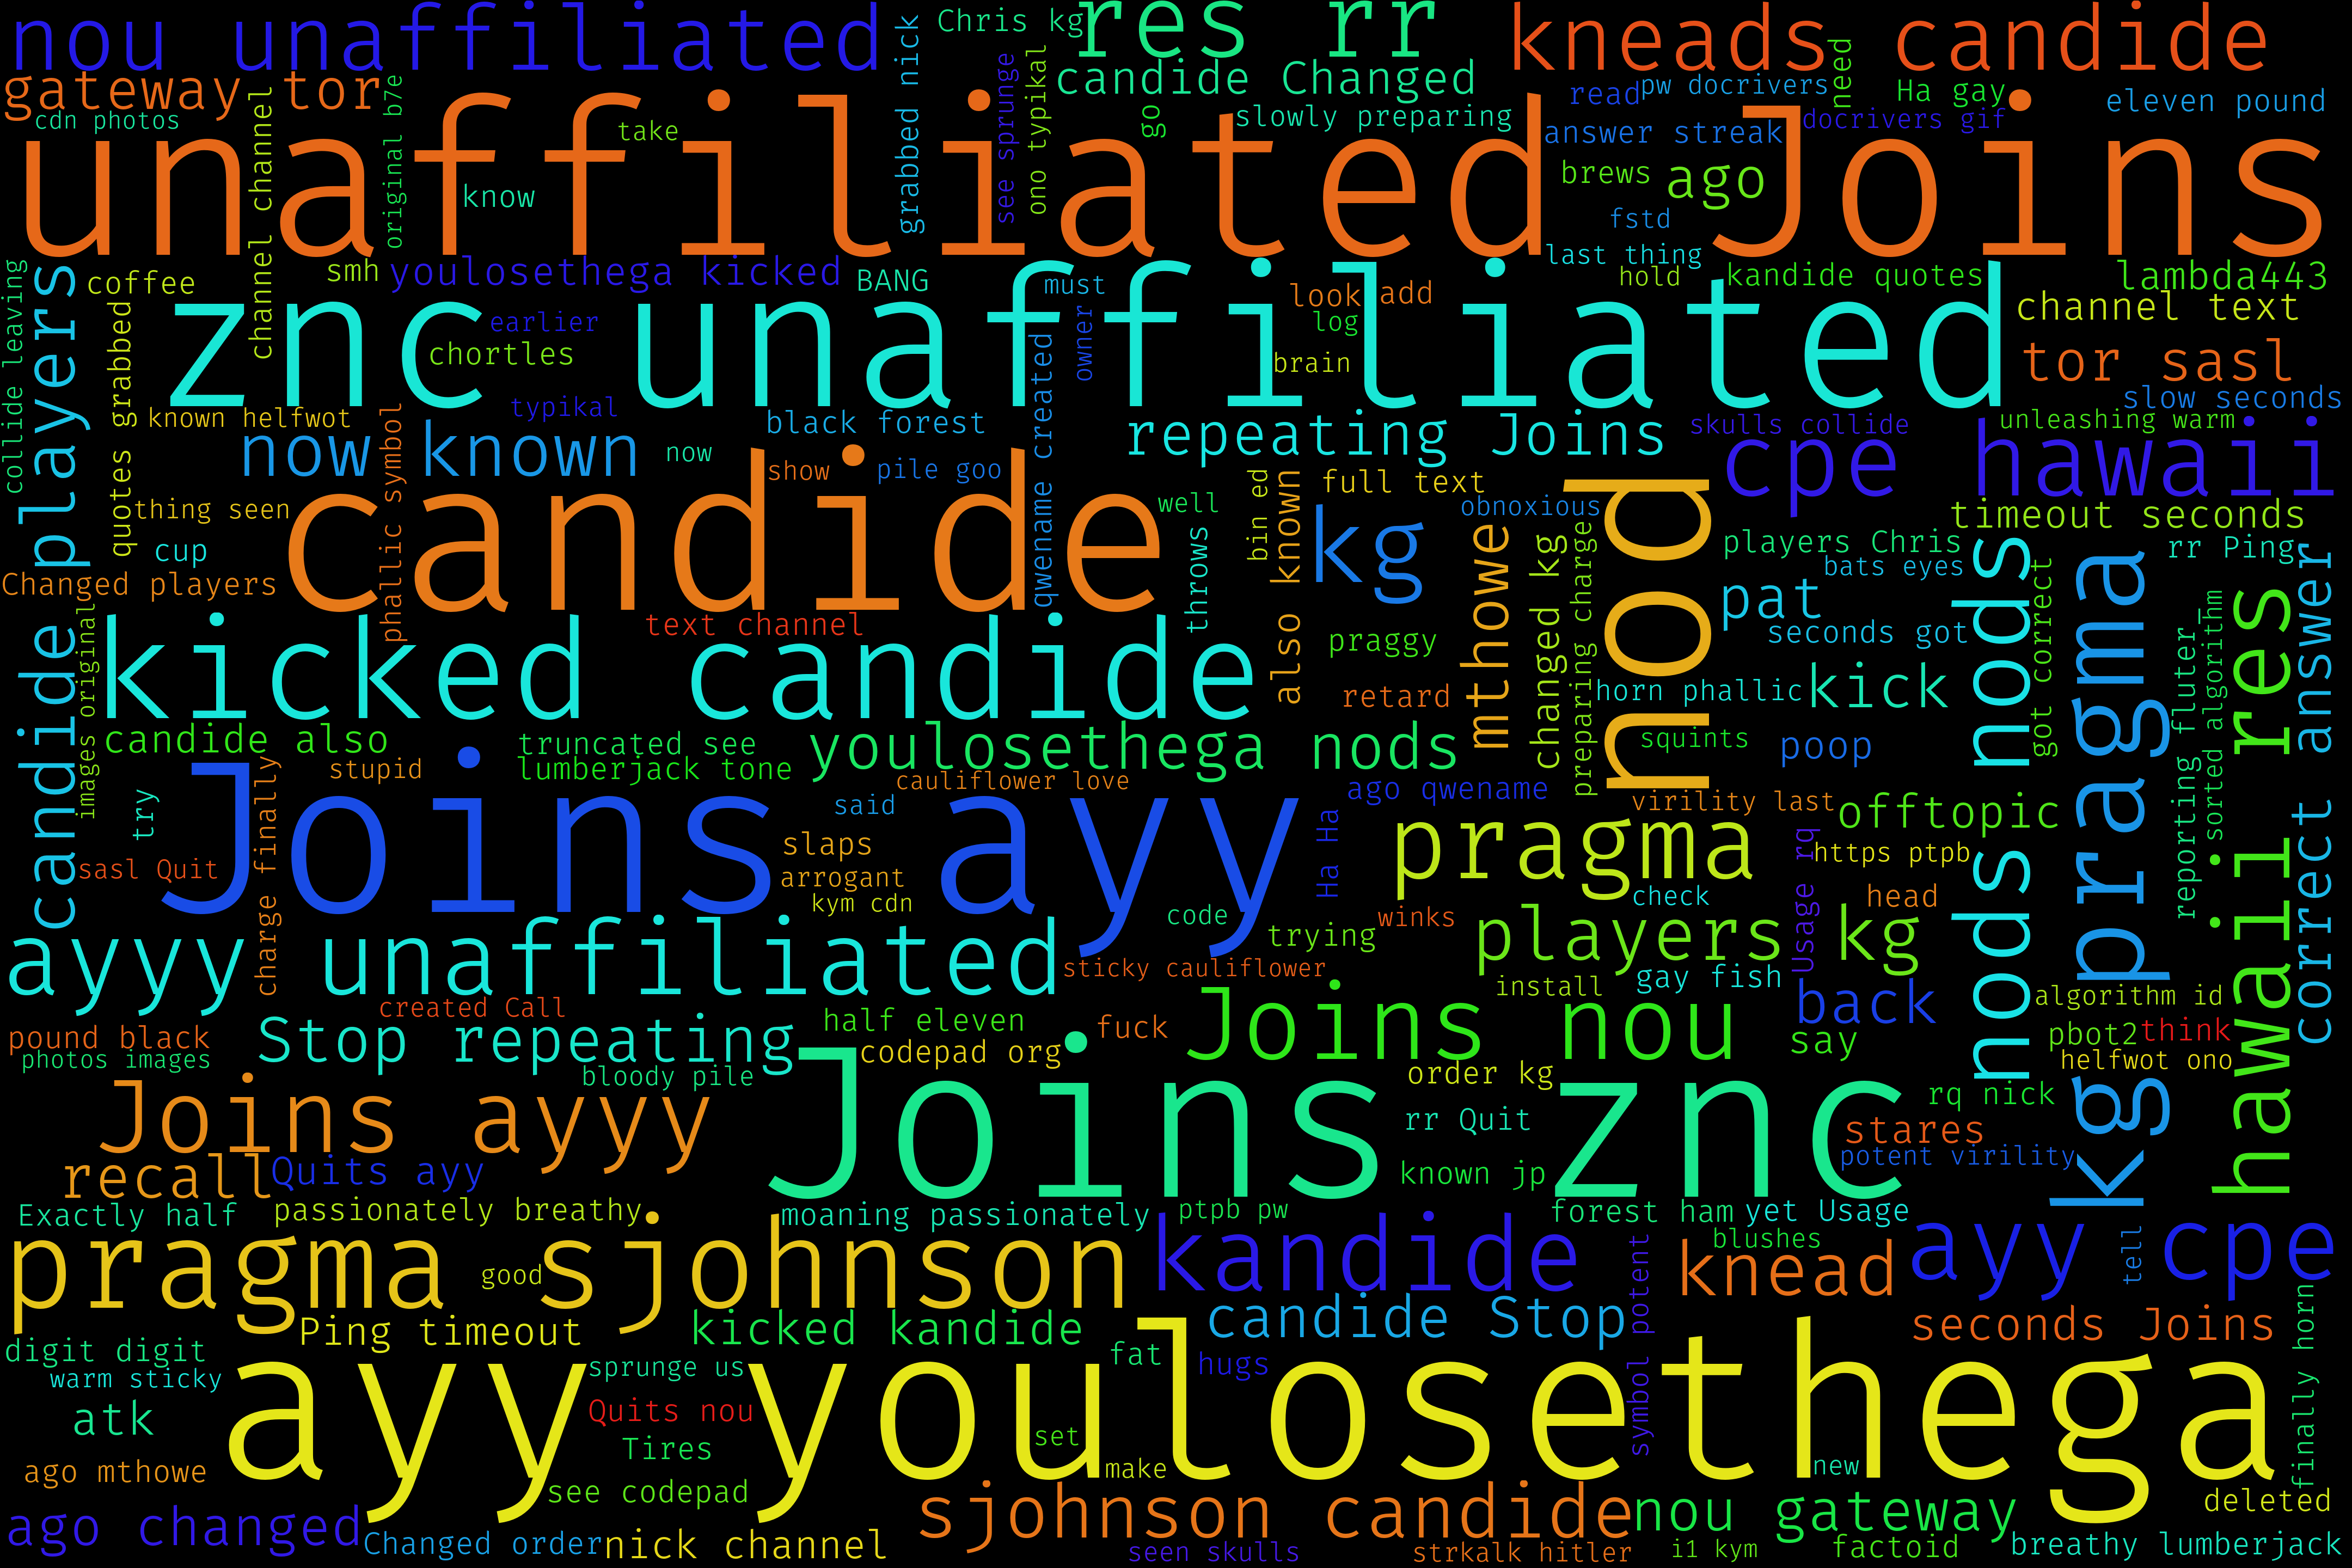 nou unaffiliated
Chris kg
res rr
kneads candide
gateway tor
cdn photos
channel channel
original b7e
take
grabbed nick
see sprunge
ono typikal
candide Changed
go
slowly preparing
read
pw docrivers
need
Ha gay
docrivers gif
eleven pound
answer streak
unaffiliated Joins
know
brews
ago
fstd
last thing
collide leaving
candide players
coffee
smh
youlosethega kicked
BANG
must
look
add
hold
kandide quotes
lambda443
channel text
quotes grabbed
znc unaffiliated
earlier
chortles
owner
log
brain
tor sasl
slow seconds
known helfwot
typikal
black forest
qwename created
repeating Joins
skulls collide
unleashing warm
now known
phallic symbol
now
show
pile goo
cpe hawaii
thing seen
candide
well
bin ed
full text
obnoxious
nod
timeout seconds
cup
throws
also known
kg
mthowe
changed kg
preparing charge
players Chris
bats eyes
rr Ping
Changed players
pat
nods nods
kg pragma
got correct
hawaii res
correct answer
images original
kicked candide
text channel
praggy
seconds got
retard
horn phallic
kick
reporting fluter_
sorted algorithm
candide also
truncated see
youlosethega nods
squints
poop
stupid
lumberjack tone
cauliflower love
ago qwename
try
charge finally
Joins ayy
said
Ha Ha
virility last
offtopic
slaps
pragma
Usage rq
https ptpb
sasl Quit
arrogant
kym cdn
code
winks
check
head
ayyy unaffiliated
trying
players kg
sticky cauliflower
install
gay fish
back
algorithm id
created Call
pound black
photos images
Stop repeating
half eleven
codepad org
fuck
Joins nou
say
pbot2
think
helfwot ono
bloody pile
order kg
Joins znc
rq nick
Joins ayyy
rr Quit
stares
recall
Quits ayy
known jp
potent virility
Exactly half
passionately breathy
moaning passionately
ptpb pw
forest ham
yet Usage
pragma sjohnson
kandide
symbol potent
blushes
knead
ayy cpe
tell
good
Ping timeout
kicked kandide
candide Stop
seconds Joins
finally horn
digit digit
warm sticky
sprunge us
fat
hugs
atk
ayy youlosethega
Quits nou
Tires
set
ago mthowe
see codepad
make
new
deleted
ago changed
Changed order
nick channel
sjohnson candide
seen skulls
strkalk hitler
nou gateway
i1 kym
factoid
breathy lumberjack